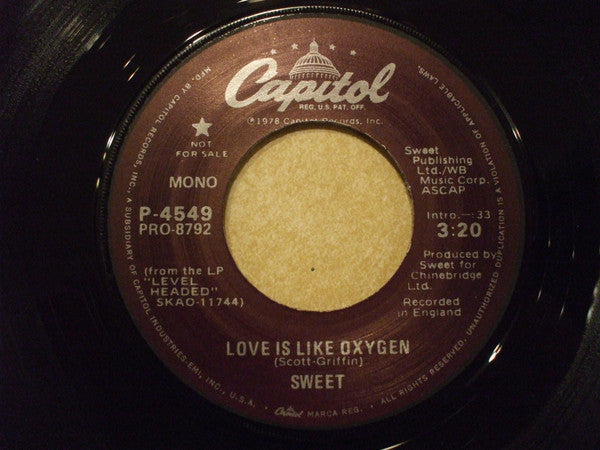 Capitol
REG. U.S. PAT. OFF.
℗1978 Capitol Records, Inc.
NOT
FOR SALE
MONO
P-4549
PRO-8792
(from the LP
"LEVEL
HEADED"
SKAO-11744)
Sweet
Publishing
Ltd./WB
Music Corp.
ASCAP
Intro.—:33
3:20
Produced by
Sweet for
Chinebridge
Ltd.
Recorded
in England
LOVE IS LIKE OXYGEN
(Scott-Griffin)
SWEET
MFD. BY CAPITOL RECORDS, INC., A SUBSIDIARY OF CAPITOL INDUSTRIES-EMI, INC., U.S.A.
Capitol MARCA REG.
ALL RIGHTS RESERVED. UNAUTHORIZED DUPLICATION IS A VIOLATION OF APPLICABLE LAWS.